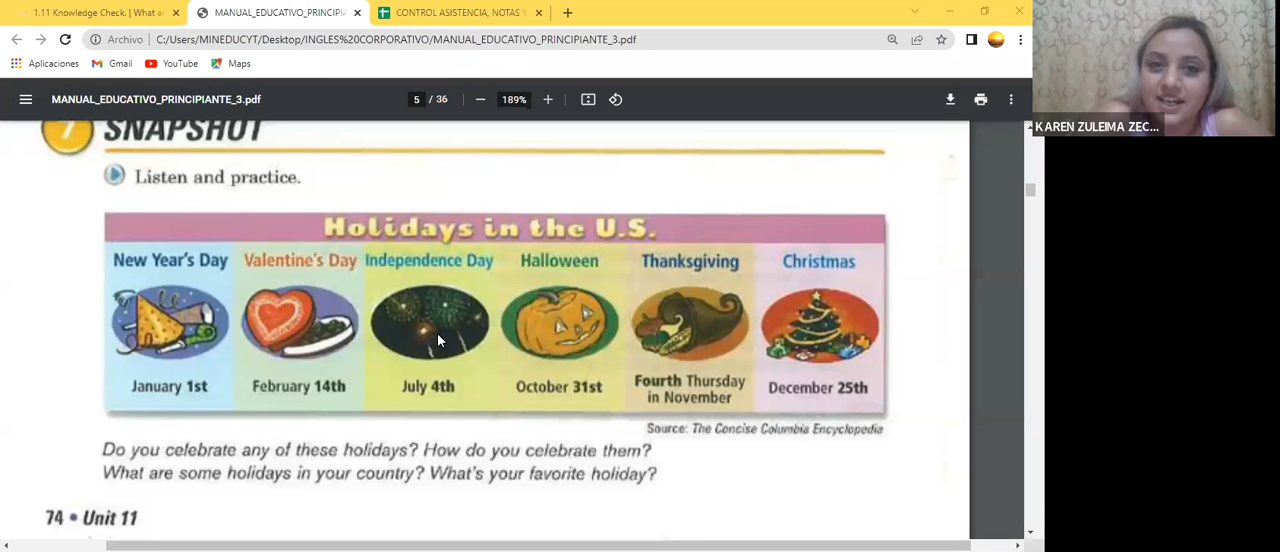 1.11 Knowledge Check. | What a
MANUAL_EDUCATIVO_PRINCIPI
CONTROL ASISTENCIA, NOTAS Y
Archivo C:/Users/MINEDUCYT/Desktop/INGLES%20CORPORATIVO/MANUAL_EDUCATIVO_PRINCIPIANTE_3.pdf
Aplicaciones Gmail YouTube Maps
MANUAL_EDUCATIVO_PRINCIPIANTE_3.pdf 5 / 36 189%
KAREN ZULEIMA ZEC...
7 SNAPSHOT
Listen and practice.
Holidays in the U.S.
New Year's Day Valentine's Day Independence Day Halloween Thanksgiving Christmas
January 1st February 14th July 4th October 31st Fourth Thursday December 25th
in November
Source: The Concise Columbia Encyclopedia
Do you celebrate any of these holidays? How do you celebrate them?
What are some holidays in your country? What's your favorite holiday?
74 • Unit 11